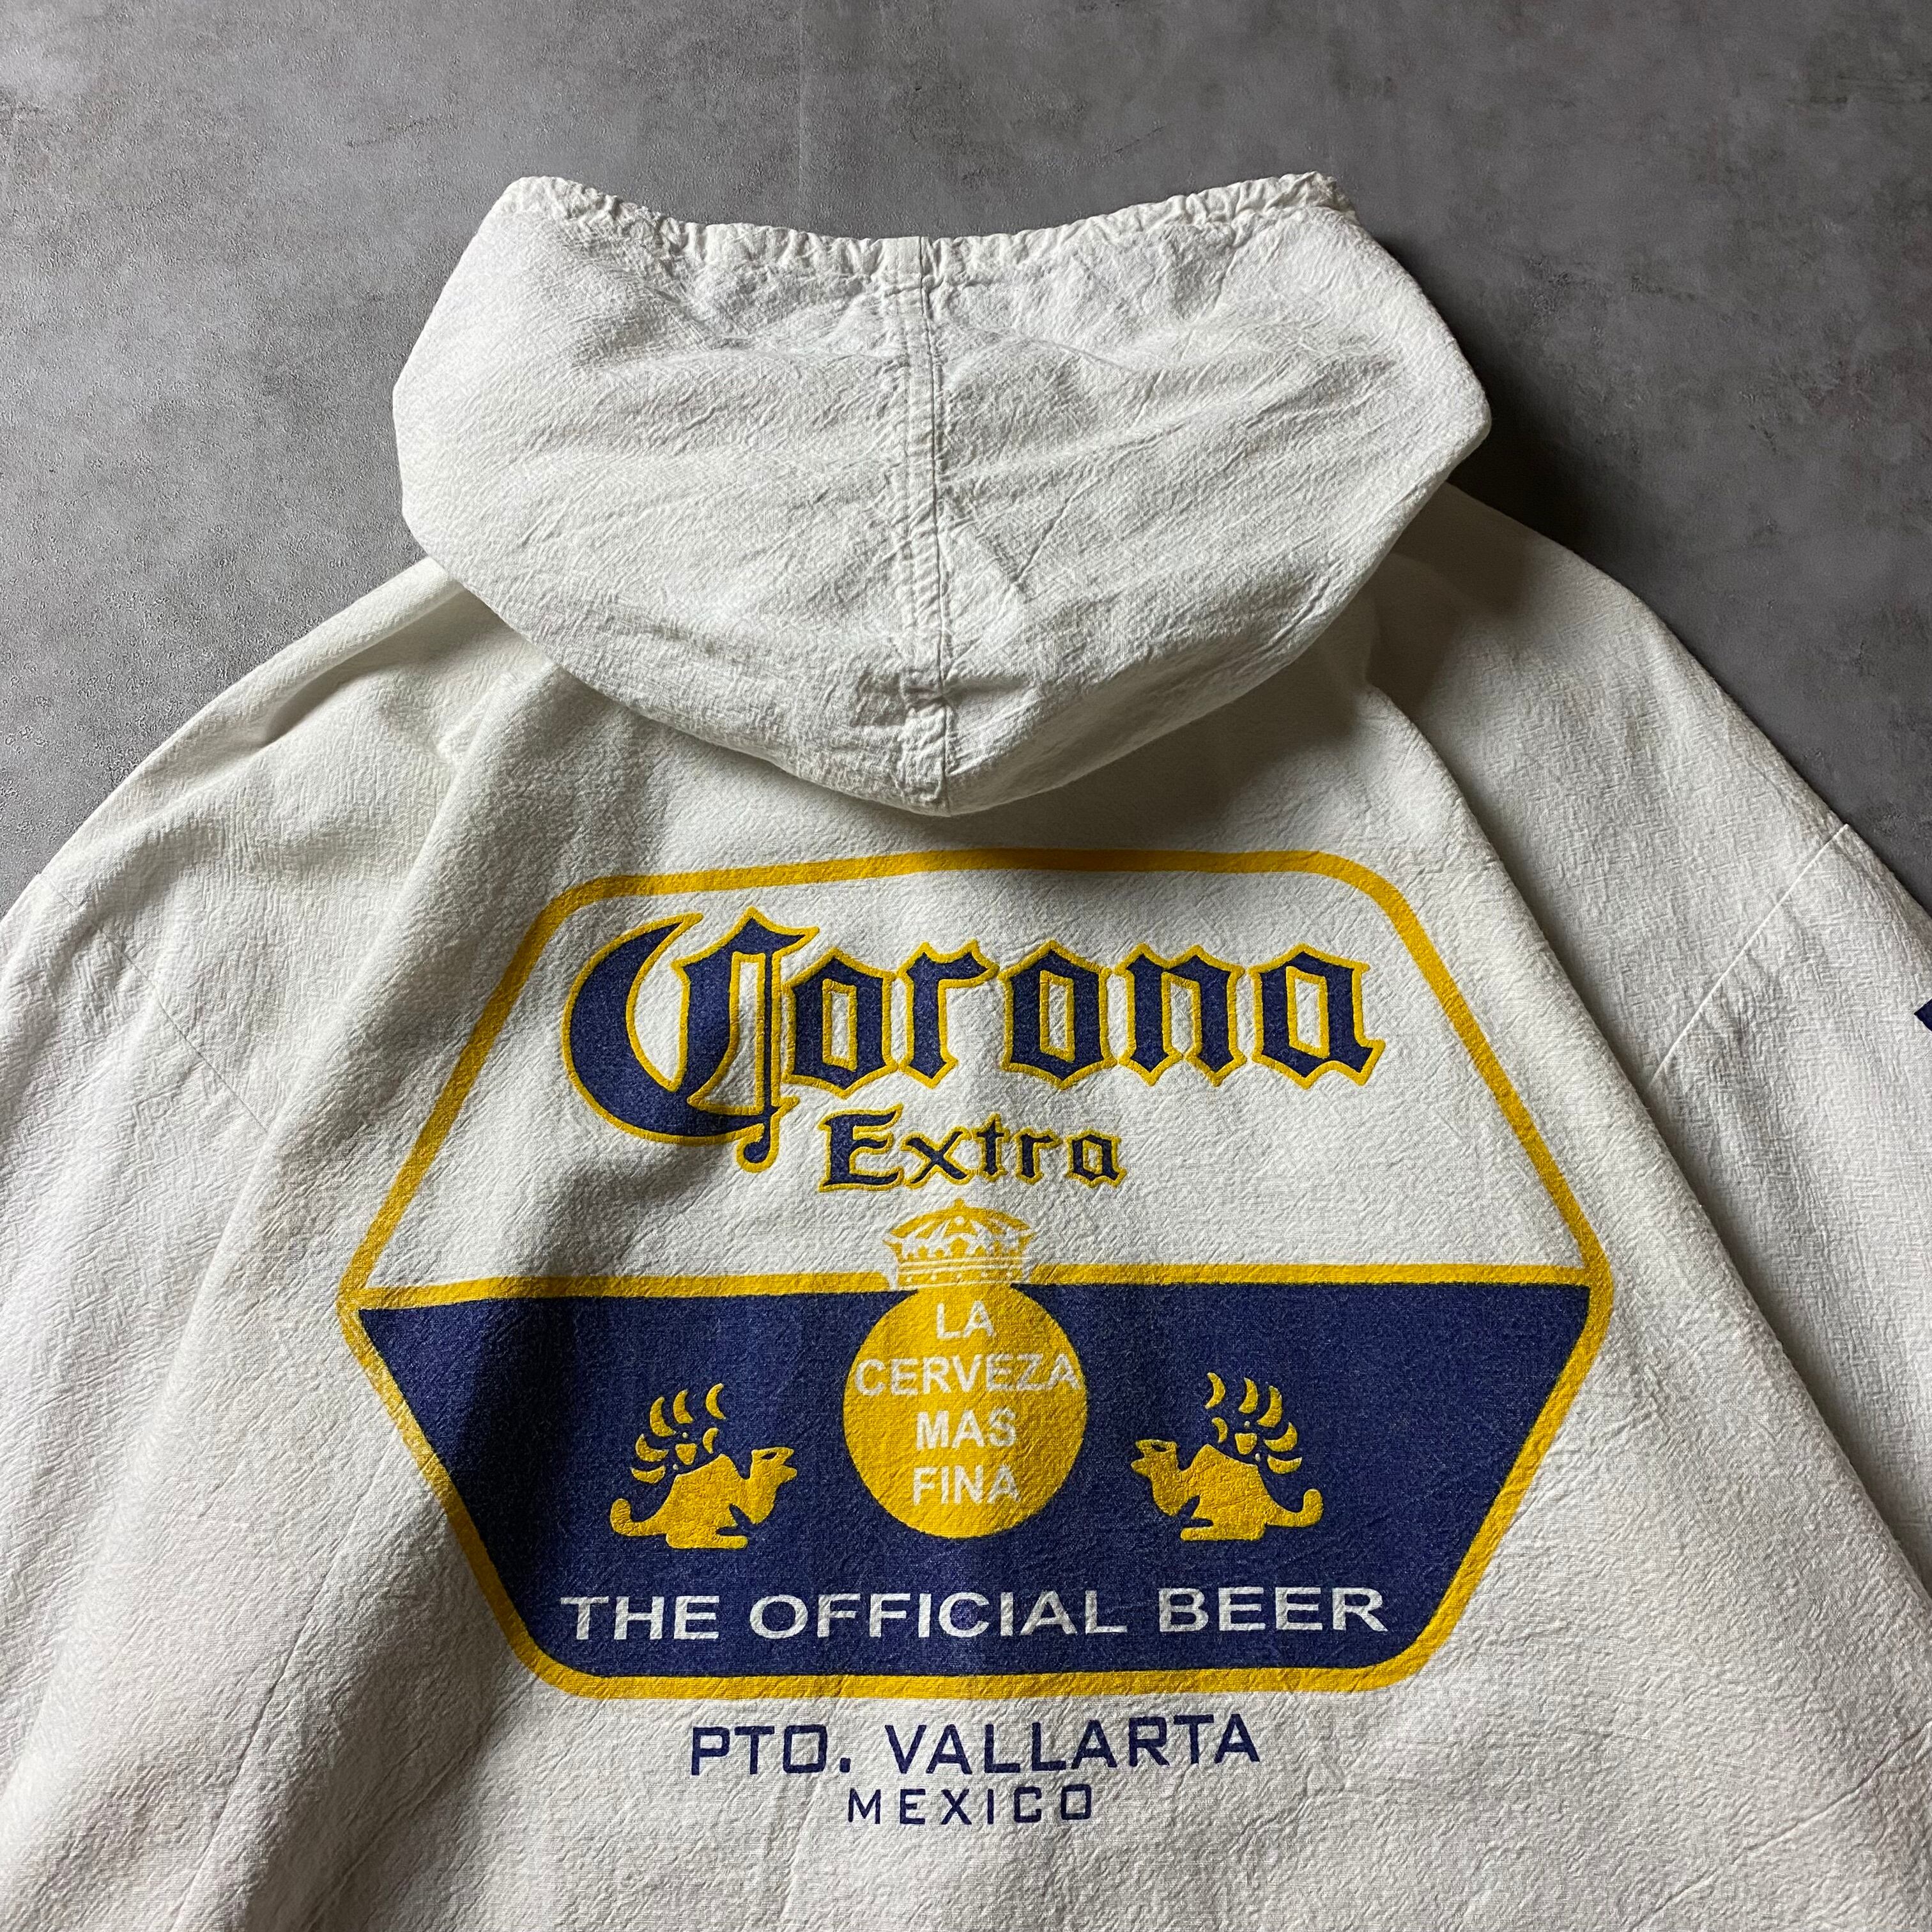 Corona
Extra
LA
CERVEZA
MAS
FINA
THE OFFICIAL BEER
PTO. VALLARTA
MEXICO